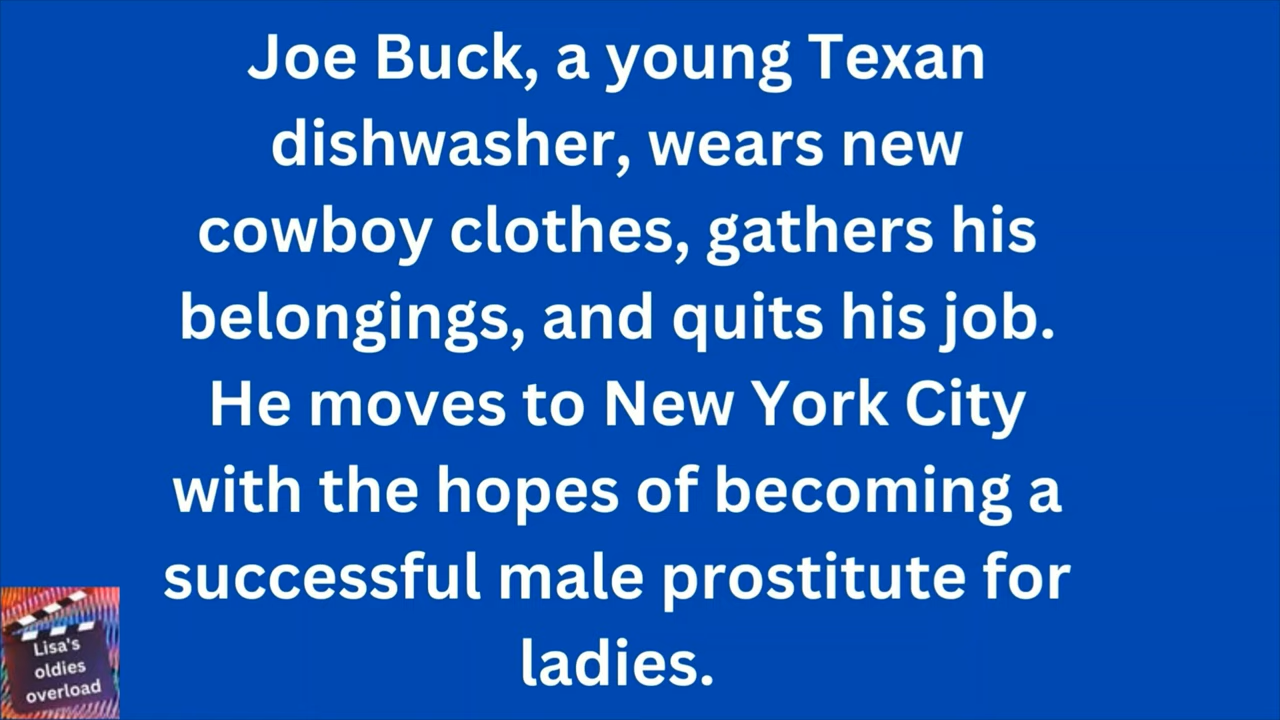 Joe Buck, a young Texan
dishwasher, wears new
cowboy clothes, gathers his
belongings, and quits his job.
He moves to New York City
with the hopes of becoming a
successful male prostitute for
ladies.
Lisa's
oldies
overload